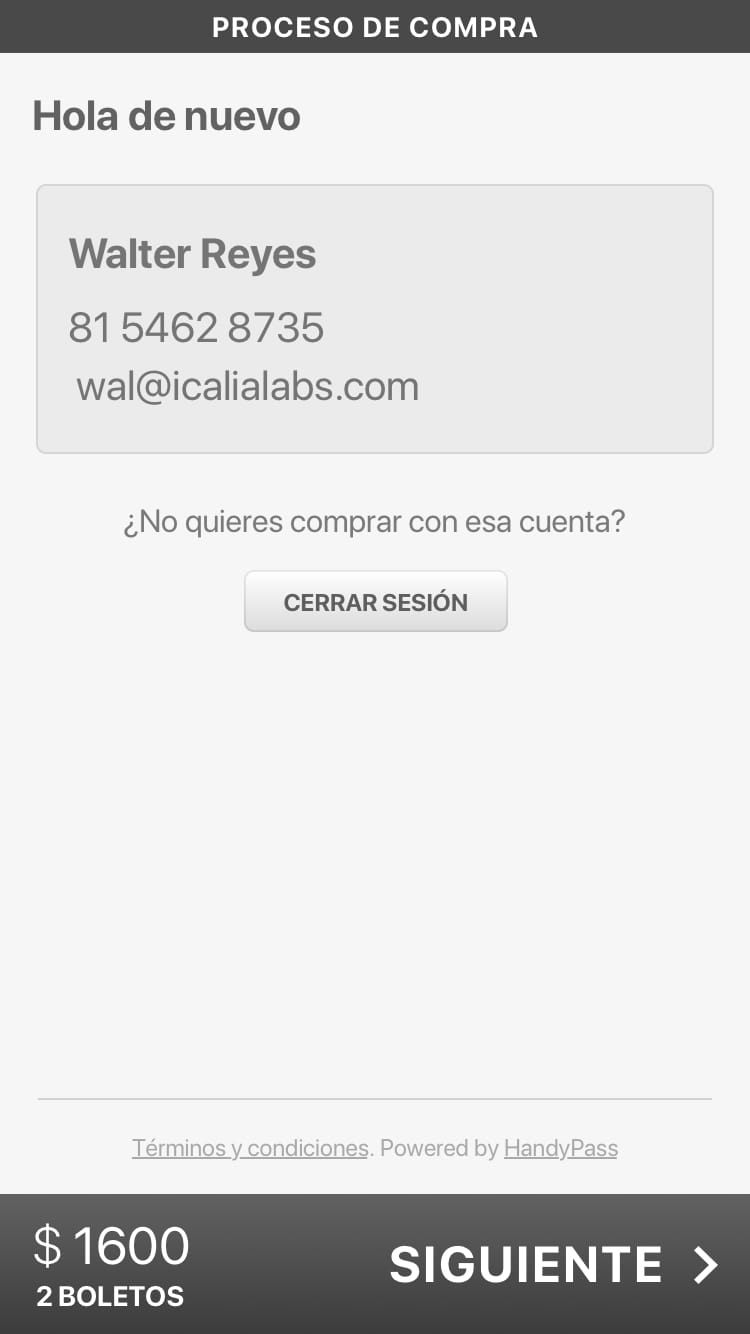 PROCESO DE COMPRA
Hola de nuevo
Walter Reyes
81 5462 8735
wal@icalialabs.com
¿No quieres comprar con esa cuenta?
CERRAR SESIÓN
Términos y condiciones. Powered by HandyPass
$ 1600
2 BOLETOS
SIGUIENTE